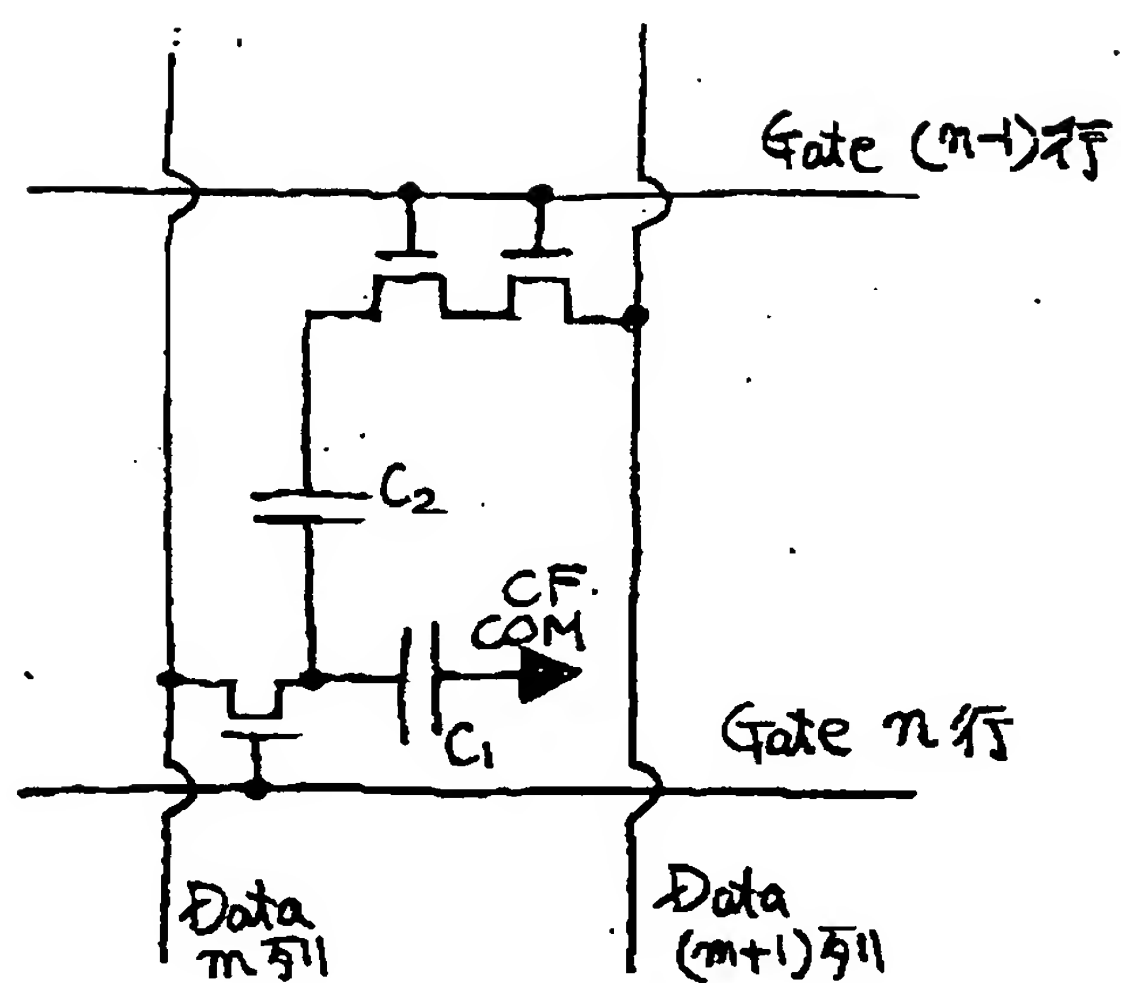 Gate (n-1)行
C₂
CF
COM
C₁
Gate n行
Data
m列
Data
(m+1)列